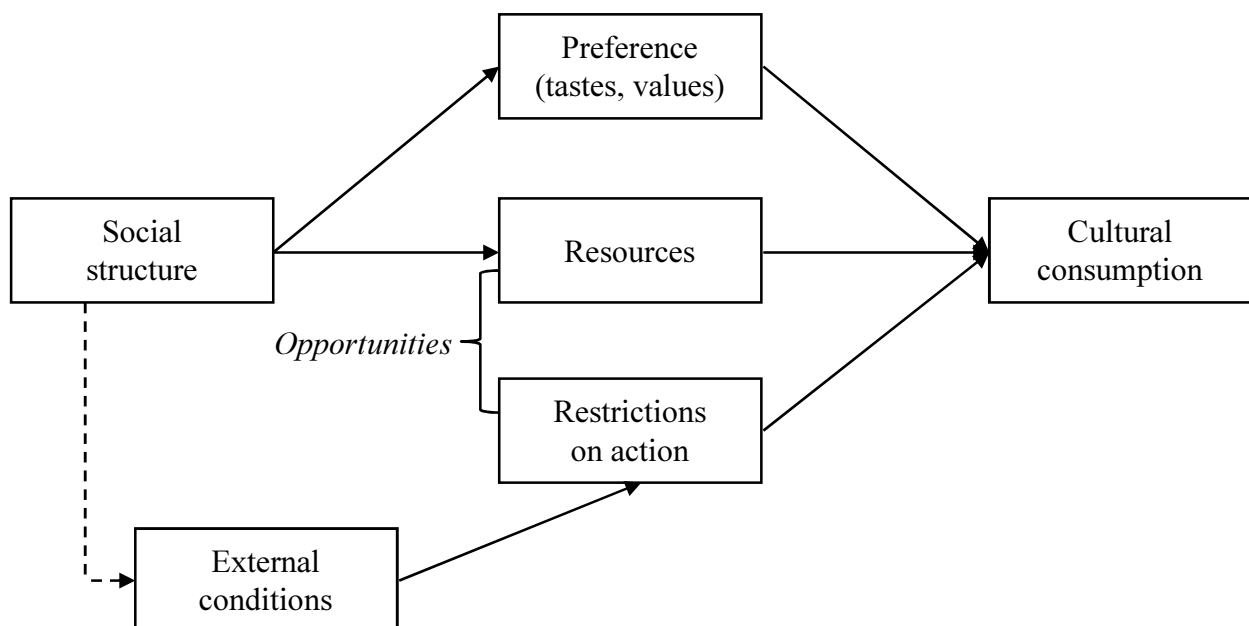 Preference
(tastes, values)
Social
structure
Resources
Cultural
consumption
Opportunities
Restrictions
on action
External
conditions